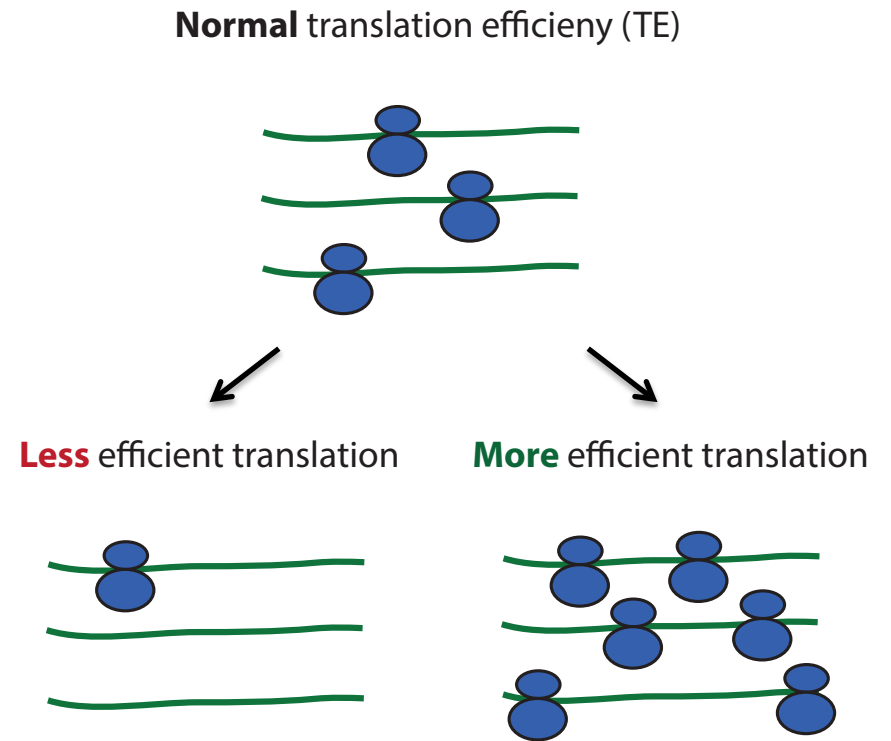 Normal translation efficieny (TE)
Less efficient translation
More efficient translation